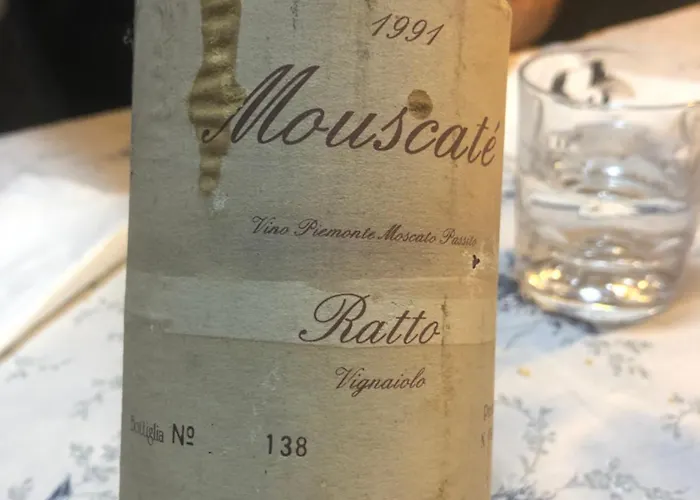 1991
Mouscaté
Vino Piemonte Moscato Passito
Ratto
Vignaiolo
Bottiglia Nº 138